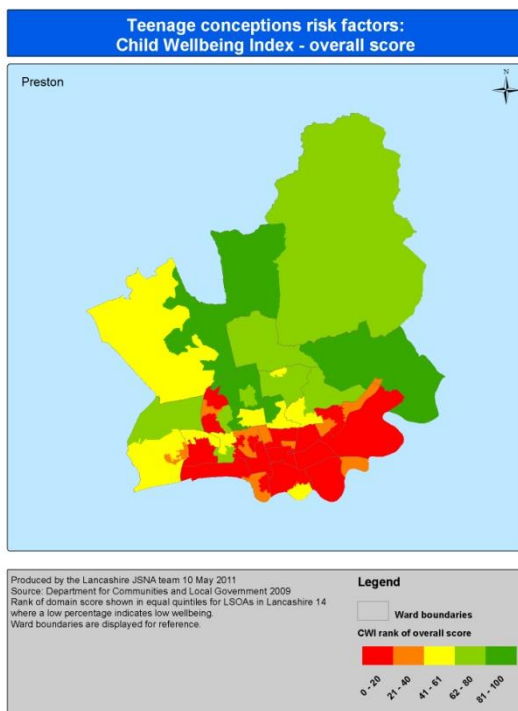 Teenage conceptions risk factors:
Child Wellbeing Index - overall score
Preston
N
Produced by the Lancashire JSNA team 10 May 2011
Source: Department for Communities and Local Government 2009
Rank of domain score shown in equal quintiles for LSOAs in Lancashire 14
where a low percentage indicates low wellbeing.
Ward boundaries are displayed for reference.
Legend
Ward boundaries
CWI rank of overall score
0 - 20
21 - 40
41 - 61
62 - 80
81 - 100